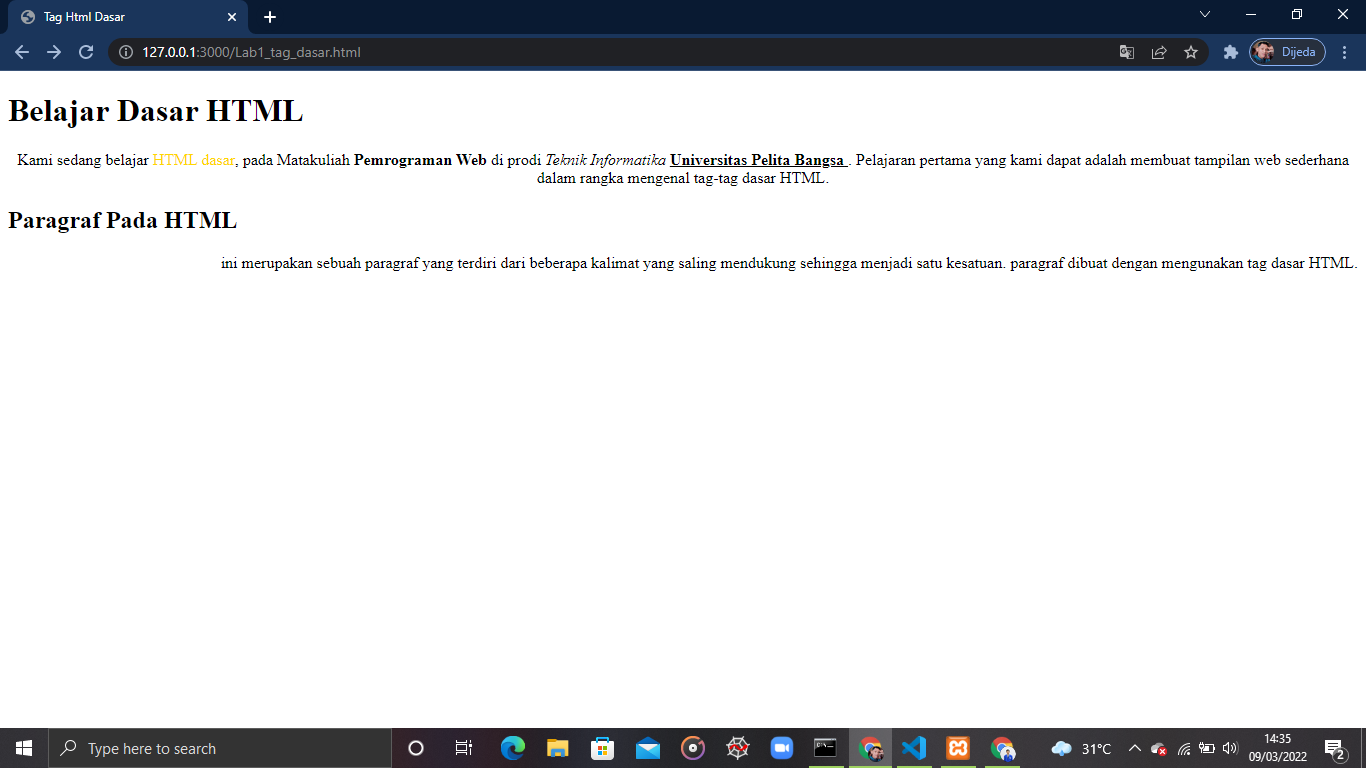 Tag Html Dasar
127.0.0.1:3000/Lab1_tag_dasar.html
Dijeda
Belajar Dasar HTML
Kami sedang belajar HTML dasar, pada Matakuliah Pemrograman Web di prodi Teknik Informatika Universitas Pelita Bangsa . Pelajaran pertama yang kami dapat adalah membuat tampilan web sederhana
dalam rangka mengenal tag-tag dasar HTML.
Paragraf Pada HTML
ini merupakan sebuah paragraf yang terdiri dari beberapa kalimat yang saling mendukung sehingga menjadi satu kesatuan. paragraf dibuat dengan mengunakan tag dasar HTML.
Type here to search
31°C
14:35
09/03/2022
2